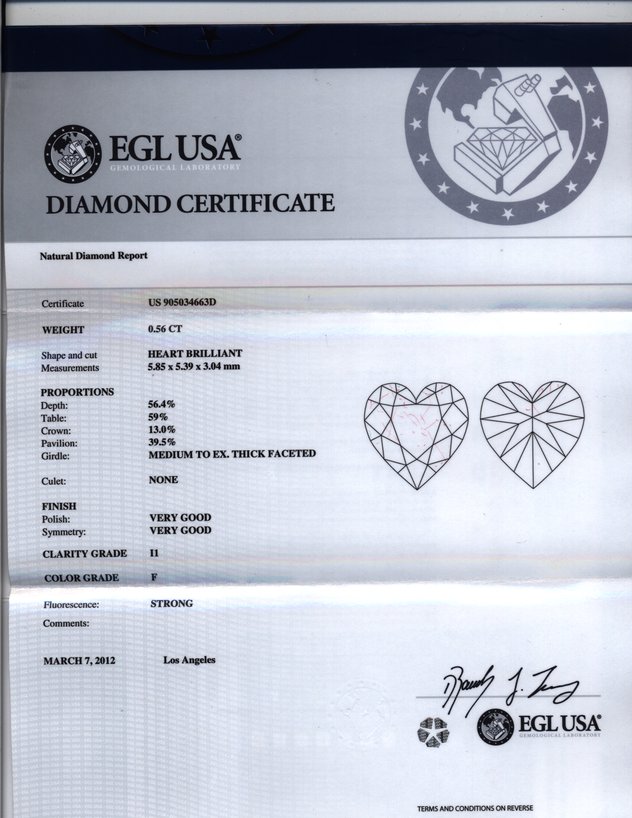 EGL USA®
GEMOLOGICAL LABORATORY
DIAMOND CERTIFICATE
Natural Diamond Report
Certificate US 905034663D
WEIGHT 0.56 CT
Shape and cut HEART BRILLIANT
Measurements 5.85 x 5.39 x 3.04 mm
PROPORTIONS
Depth: 56.4%
Table: 59%
Crown: 13.0%
Pavilion: 39.5%
Girdle: MEDIUM TO EX. THICK FACETED
Culet: NONE
FINISH
Polish: VERY GOOD
Symmetry: VERY GOOD
CLARITY GRADE I1
COLOR GRADE F
Fluorescence: STRONG
Comments:
MARCH 7, 2012 Los Angeles
EGL USA®
GEMOLOGICAL LABORATORY
TERMS AND CONDITIONS ON REVERSE